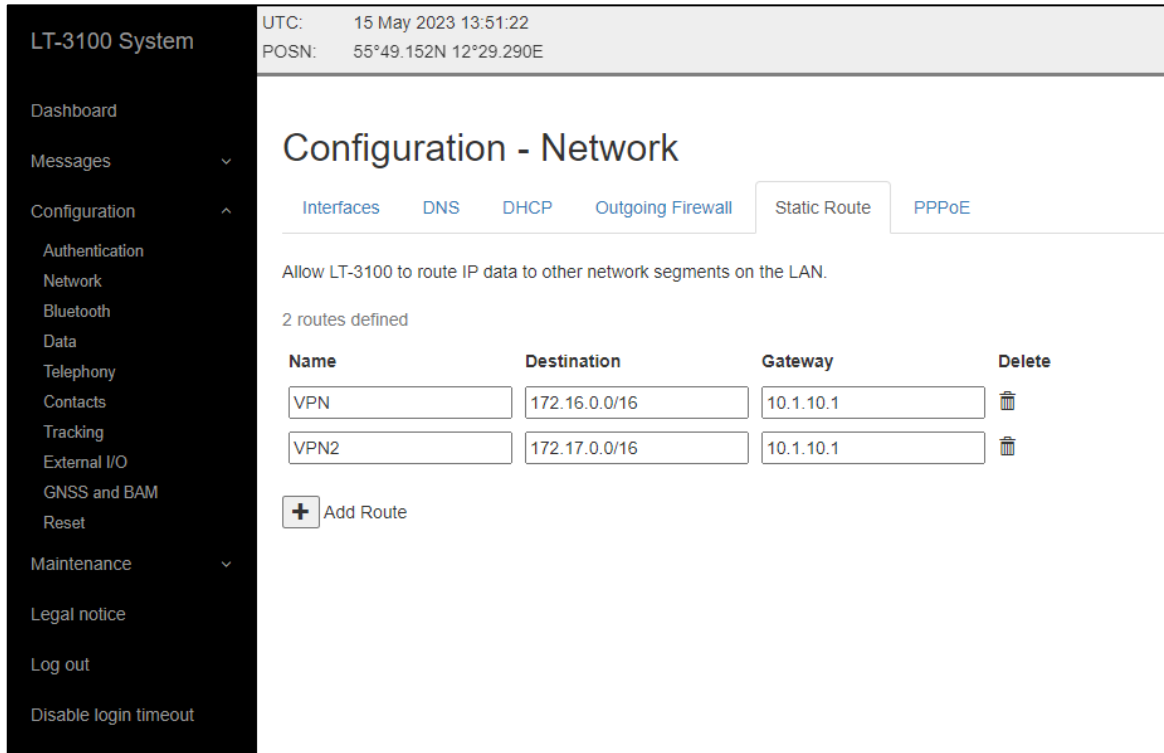 LT-3100 System
Dashboard
Messages
Configuration
Authentication
Network
Bluetooth
Data
Telephony
Contacts
Tracking
External I/O
GNSS and BAM
Reset
Maintenance
Legal notice
Log out
Disable login timeout
UTC: 15 May 2023 13:51:22
POSN: 55°49.152N 12°29.290E
Configuration - Network
Interfaces DNS DHCP Outgoing Firewall Static Route PPPoE
Allow LT-3100 to route IP data to other network segments on the LAN.
2 routes defined
Name Destination Gateway Delete
VPN 172.16.0.0/16 10.1.10.1
VPN2 172.17.0.0/16 10.1.10.1
Add Route